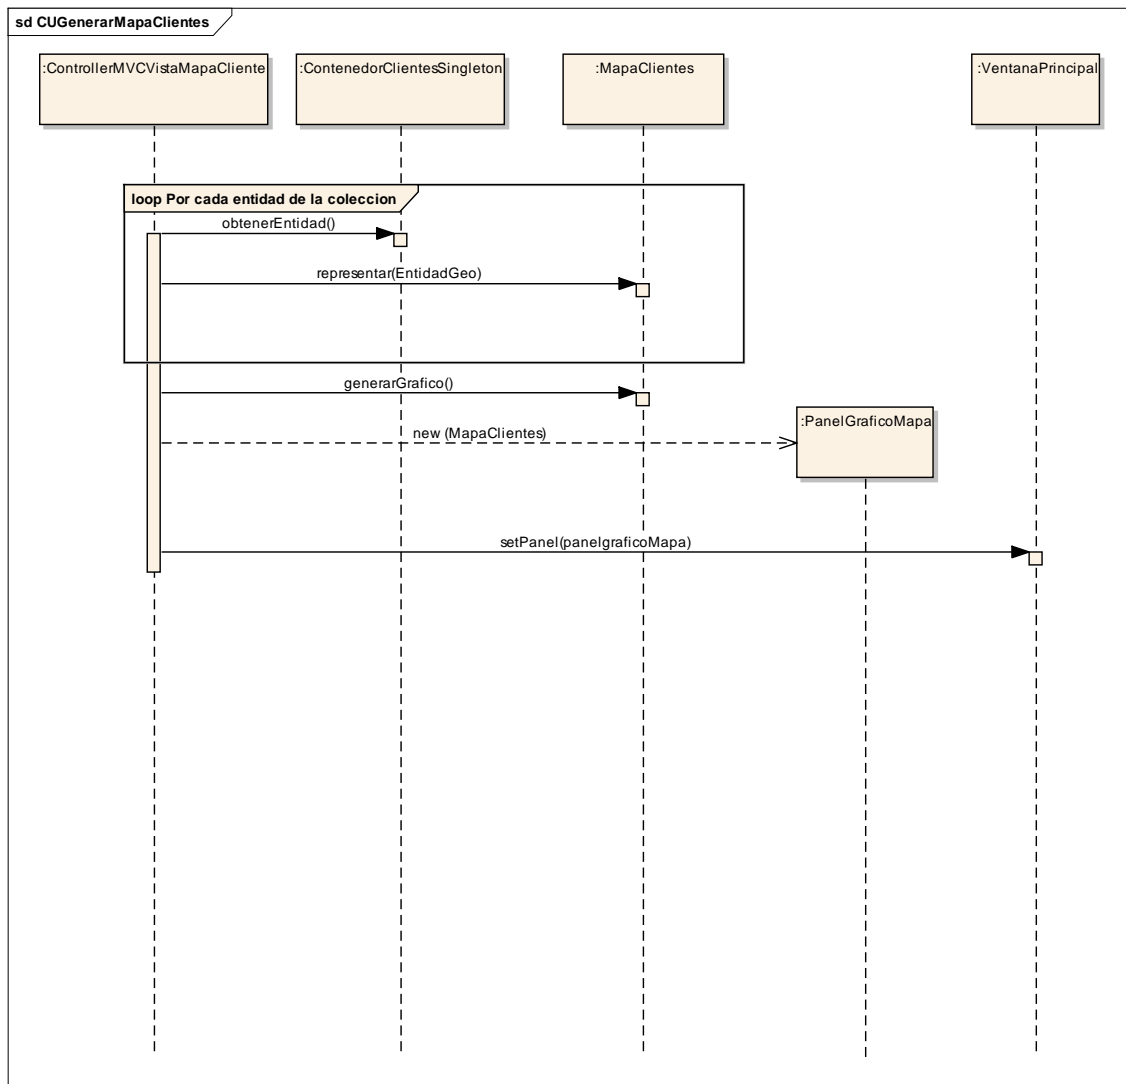 sd CUGenerarMapaClientes
:ControllerMVCVistaMapaCliente
:ContenedorClientesSingleton
:MapaClientes
:VentanaPrincipal
loop Por cada entidad de la coleccion
obtenerEntidad()
representar(EntidadGeo)
generarGrafico()
:PanelGraficoMapa
new (MapaClientes)
setPanel(panelgraficoMapa)